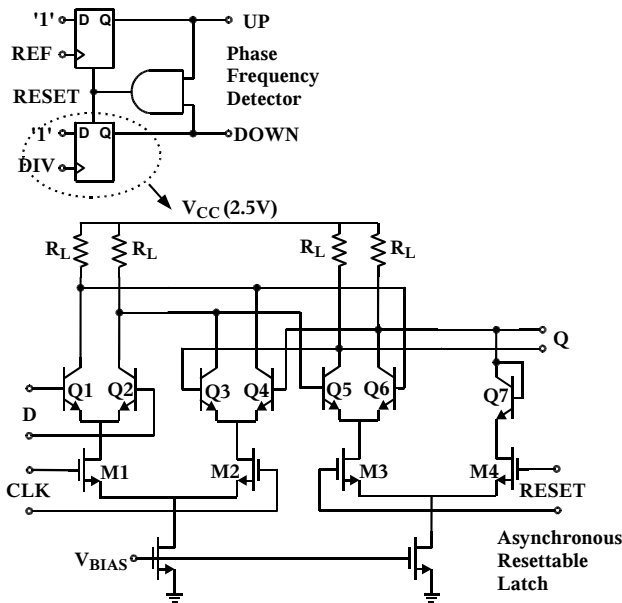 '1'
D Q
UP
REF
Phase
Frequency
Detector
RESET
'1'
D Q
DOWN
DIV
VCC (2.5V)
RL
RL
RL
RL
Q
Q1
Q2
Q3
Q4
Q5
Q6
Q7
D
M1
M2
M3
M4
CLK
RESET
VBIAS
Asynchronous
Resettable
Latch